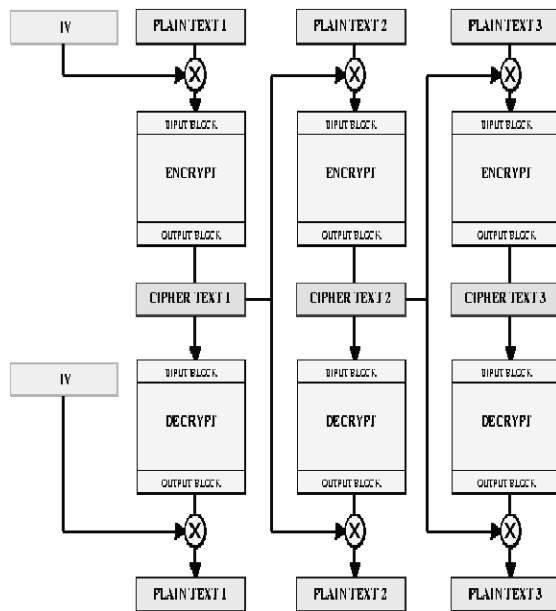 IV
PLAIN TEXT 1
PLAIN TEXT 2
PLAIN TEXT 3
X
X
X
INPUT BLOCK
INPUT BLOCK
INPUT BLOCK
ENCRYPT
ENCRYPT
ENCRYPT
OUTPUT BLOCK
OUTPUT BLOCK
OUTPUT BLOCK
CIPHER TEXT 1
CIPHER TEXT 2
CIPHER TEXT 3
IV
INPUT BLOCK
INPUT BLOCK
INPUT BLOCK
DECRYPT
DECRYPT
DECRYPT
OUTPUT BLOCK
OUTPUT BLOCK
OUTPUT BLOCK
X
X
X
PLAIN TEXT 1
PLAIN TEXT 2
PLAIN TEXT 3